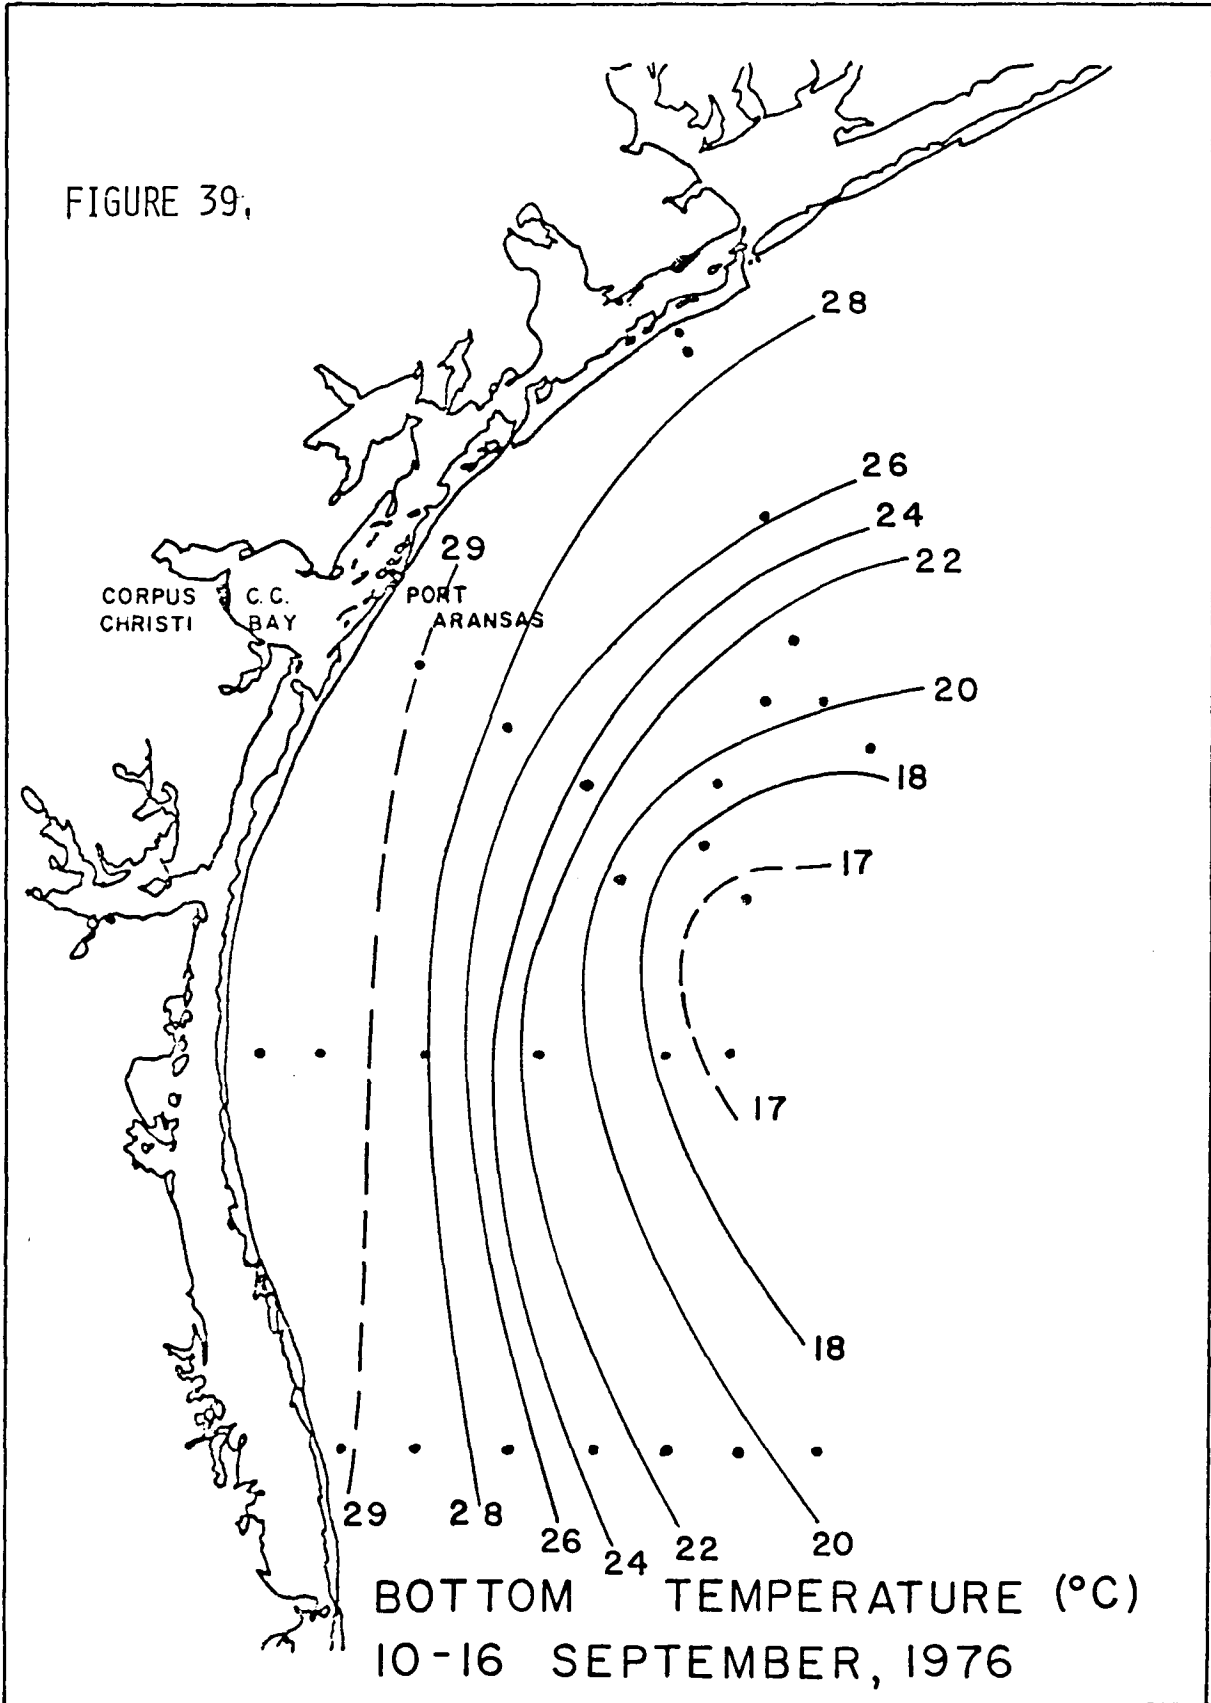 FIGURE 39.
28
26
24
22
29
CORPUS CHRISTI
C. C. BAY
PORT ARANSAS
20
18
17
17
18
29
28
26
24
22
20
BOTTOM TEMPERATURE (°C)
10-16 SEPTEMBER, 1976